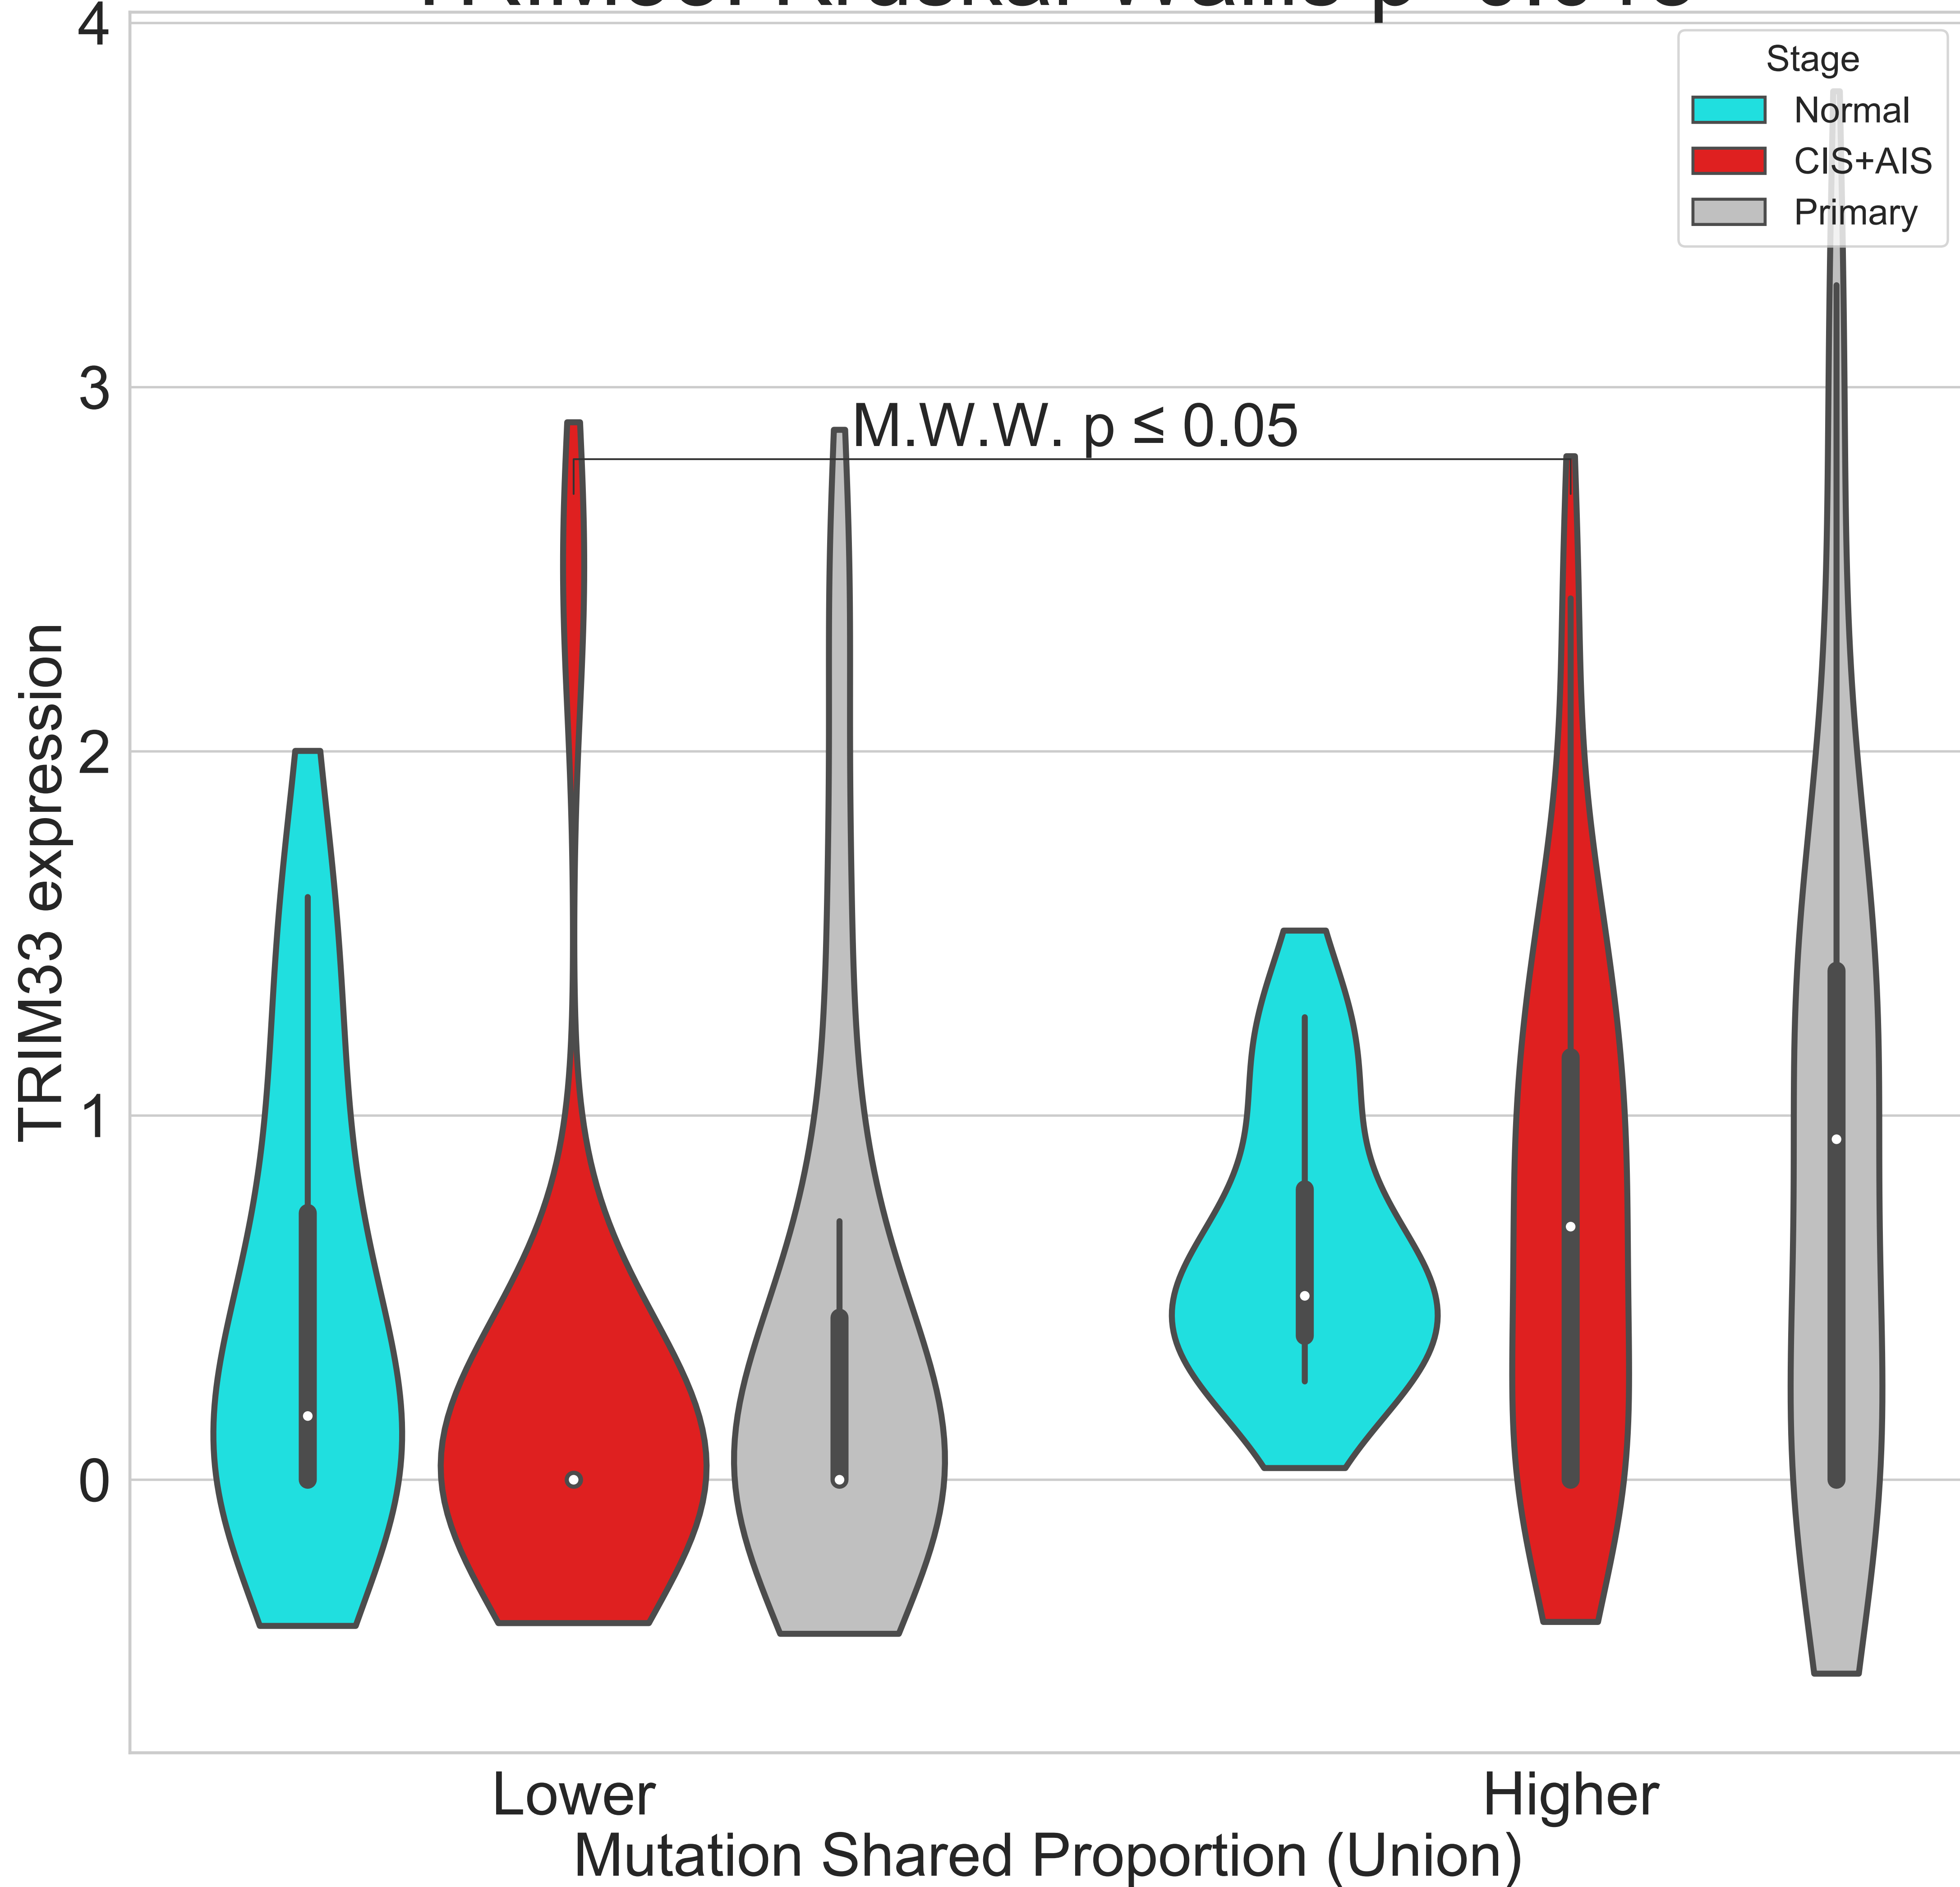 4
Stage
Normal
CIS+AIS
Primary
3
M.W.W. p ≤ 0.05
2
TRIM33 expression
1
0
Lower
Higher
Mutation Shared Proportion (Union)